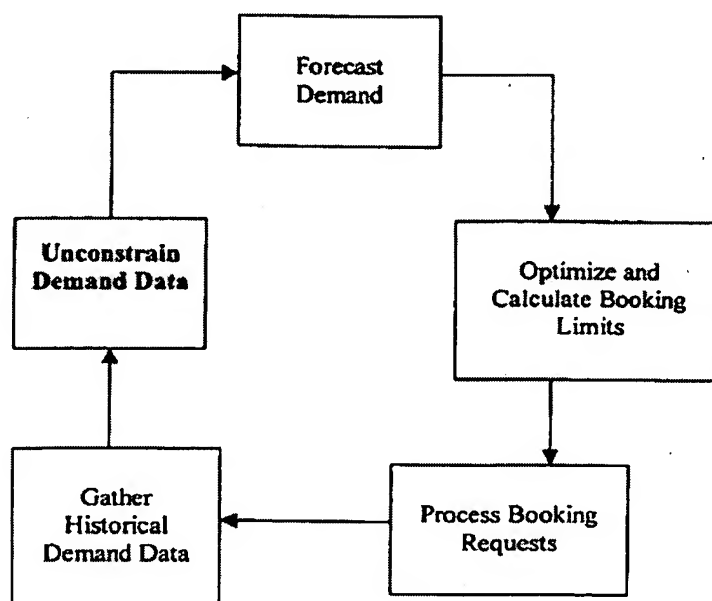 Forecast
Demand
Unconstrain
Demand Data
Optimize and
Calculate Booking
Limits
Gather
Historical
Demand Data
Process Booking
Requests